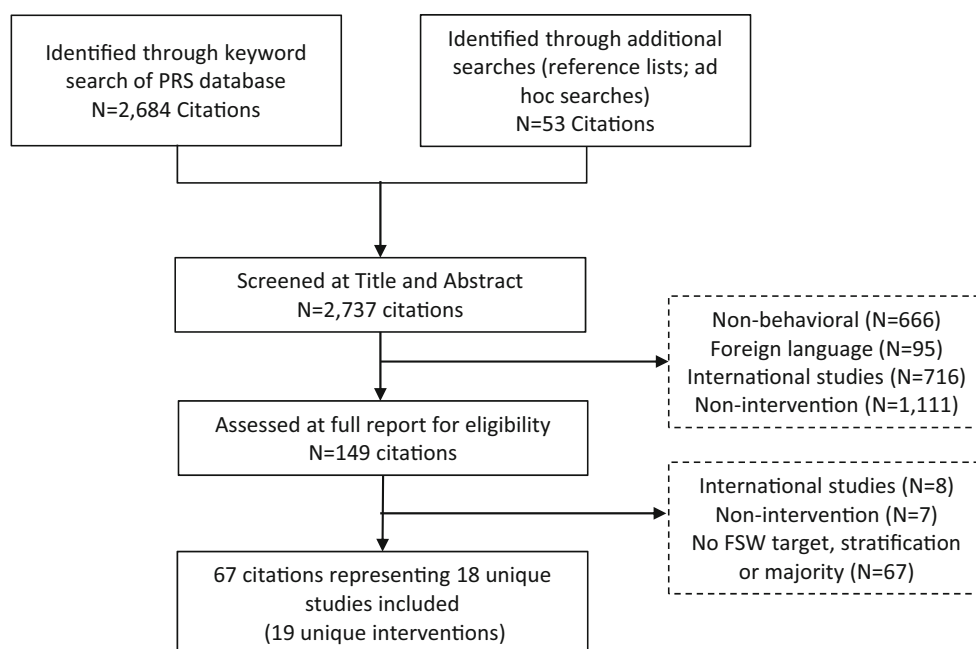 Identified through keyword
search of PRS database
N=2,684 Citations
Identified through additional
searches (reference lists; ad
hoc searches)
N=53 Citations
Screened at Title and Abstract
N=2,737 citations
Non-behavioral (N=666)
Foreign language (N=95)
International studies (N=716)
Non-intervention (N=1,111)
Assessed at full report for eligibility
N=149 citations
International studies (N=8)
Non-intervention (N=7)
No FSW target, stratification
or majority (N=67)
67 citations representing 18 unique
studies included
(19 unique interventions)